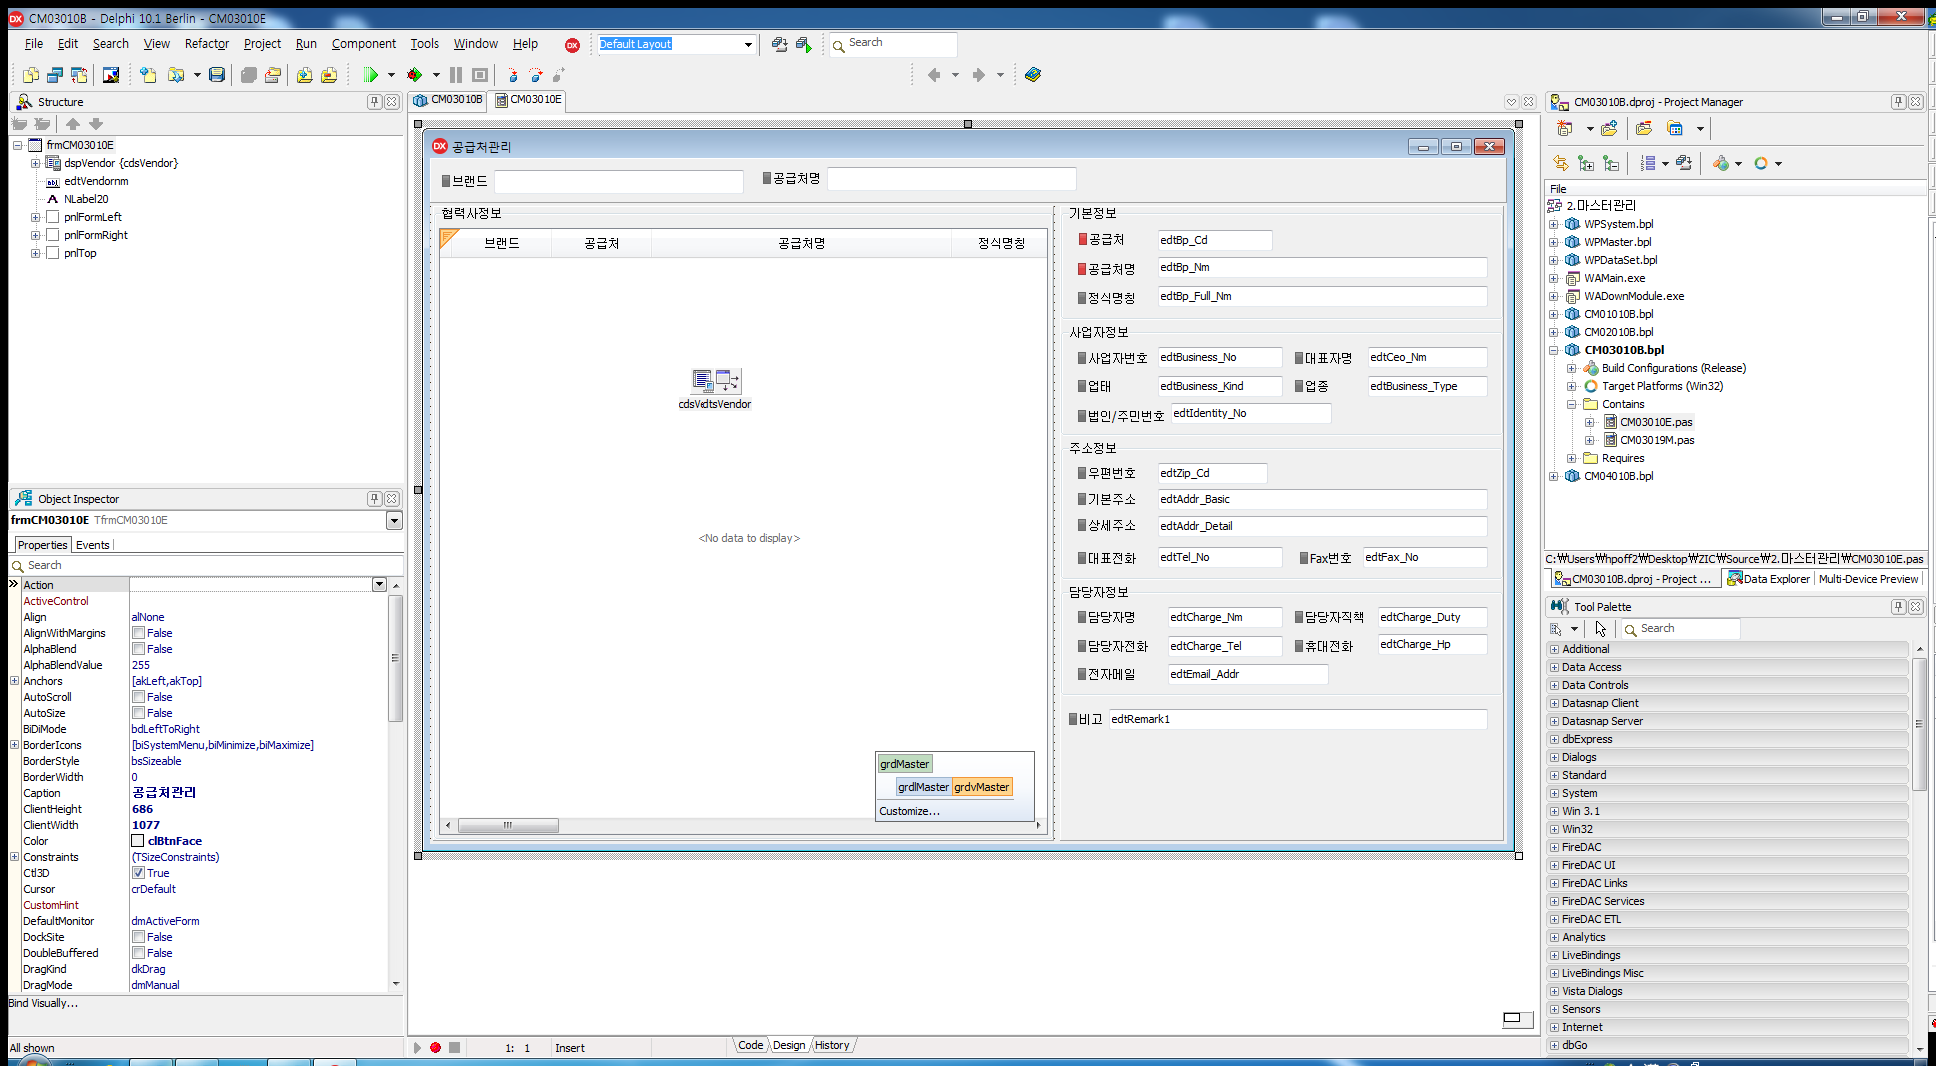 CM03010B - Delphi 10.1 Berlin - CM03010E
File Edit Search View Refactor Project Run Component Tools Window Help
Default Layout
Search
Structure
frmCM03010E
dspVendor {cdsVendor}
edtVendornm
NLabel20
pnlFormLeft
pnlFormRight
pnlTop
Object Inspector
frmCM03010E TfrmCM03010E
Properties Events
Search
Action
ActiveControl
Align alNone
AlignWithMargins False
AlphaBlend False
AlphaBlendValue 255
Anchors [akLeft,akTop]
AutoScroll False
AutoSize False
BiDiMode bdLeftToRight
BorderIcons [biSystemMenu,biMinimize,biMaximize]
BorderStyle bsSizeable
BorderWidth 0
Caption 공급처관리
ClientHeight 686
ClientWidth 1077
Color clBtnFace
Constraints (TSizeConstraints)
Ctl3D True
Cursor crDefault
CustomHint
DefaultMonitor dmActiveForm
DockSite False
DoubleBuffered False
DragKind dkDrag
DragMode dmManual
Bind Visually...
All shown
CM03010B CM03010E
공급처관리
브랜드 공급처명
협력사정보
브랜드 공급처 공급처명 정식명칭
cdsV dtsVendor
<No data to display>
grdMaster
grdlMaster grdvMaster
Customize...
기본정보
공급처 edtBp_Cd
공급처명 edtBp_Nm
정식명칭 edtBp_Full_Nm
사업자정보
사업자번호 edtBusiness_No 대표자명 edtCeo_Nm
업태 edtBusiness_Kind 업종 edtBusiness_Type
법인/주민번호 edtIdentity_No
주소정보
우편번호 edtZip_Cd
기본주소 edtAddr_Basic
상세주소 edtAddr_Detail
대표전화 edtTel_No Fax번호 edtFax_No
담당자정보
담당자명 edtCharge_Nm 담당자직책 edtCharge_Duty
담당자전화 edtCharge_Tel 휴대전화 edtCharge_Hp
전자메일 edtEmail_Addr
비고 edtRemark1
1: 1 Insert
Code Design History
CM03010B.dproj - Project Manager
File
2.마스터관리
WPSystem.bpl
WPMaster.bpl
WPDataSet.bpl
WAMain.exe
WADownModule.exe
CM01010B.bpl
CM02010B.bpl
CM03010B.bpl
Build Configurations (Release)
Target Platforms (Win32)
Contains
CM03010E.pas
CM03019M.pas
Requires
CM04010B.bpl
C:₩Users₩hpoff2₩Desktop₩ZIC₩Source₩2.마스터관리₩CM03010E.pas
CM03010B.dproj - Project ... Data Explorer Multi-Device Preview
Tool Palette
Search
Additional
Data Access
Data Controls
Datasnap Client
Datasnap Server
dbExpress
Dialogs
Standard
System
Win 3.1
Win32
FireDAC
FireDAC UI
FireDAC Links
FireDAC Services
FireDAC ETL
Analytics
LiveBindings
LiveBindings Misc
Vista Dialogs
Sensors
Internet
dbGo